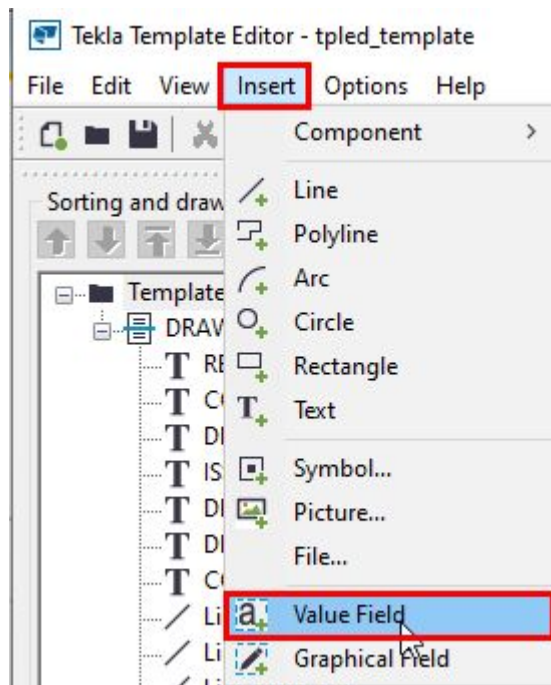 Tekla Template Editor - tpled_template
File Edit View Insert Options Help
Component
Sorting and draw
Line
Polyline
Arc
Template
Circle
DRAW
Rectangle
Text
Symbol...
Picture...
File...
Value Field
Graphical Field